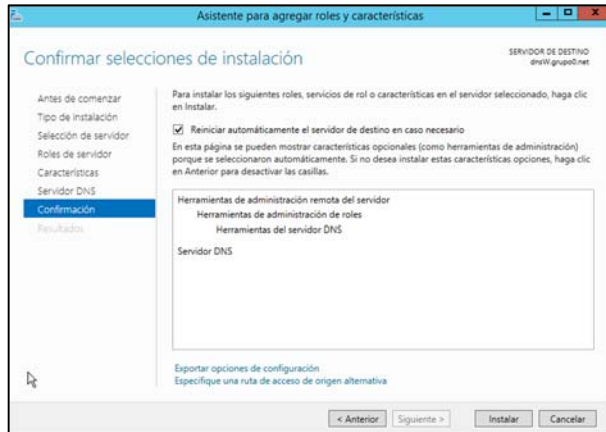 Asistente para agregar roles y características
Confirmar selecciones de instalación
SERVIDOR DE DESTINO
dnsW.grupo0.net
Antes de comenzar
Tipo de instalación
Selección de servidor
Roles de servidor
Características
Servidor DNS
Confirmación
Resultados
Para instalar los siguientes roles, servicios de rol o características en el servidor seleccionado, haga clic
en Instalar.
Reiniciar automáticamente el servidor de destino en caso necesario
En esta página se pueden mostrar características opcionales (como herramientas de administración)
porque se seleccionaron automáticamente. Si no desea instalar estas características opciones, haga clic
en Anterior para desactivar las casillas.
Herramientas de administración remota del servidor
Herramientas de administración de roles
Herramientas del servidor DNS
Servidor DNS
Exportar opciones de configuración
Especifique una ruta de acceso de origen alternativa
< Anterior
Siguiente >
Instalar
Cancelar